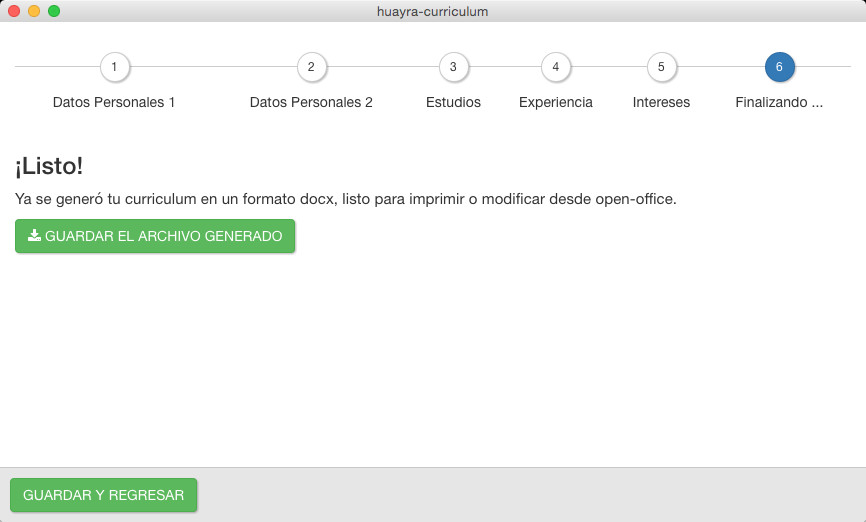 huayra-curriculum
1 2 3 4 5 6
Datos Personales 1 Datos Personales 2 Estudios Experiencia Intereses Finalizando ...
¡Listo!
Ya se generó tu curriculum en un formato docx, listo para imprimir o modificar desde open-office.
GUARDAR EL ARCHIVO GENERADO
GUARDAR Y REGRESAR